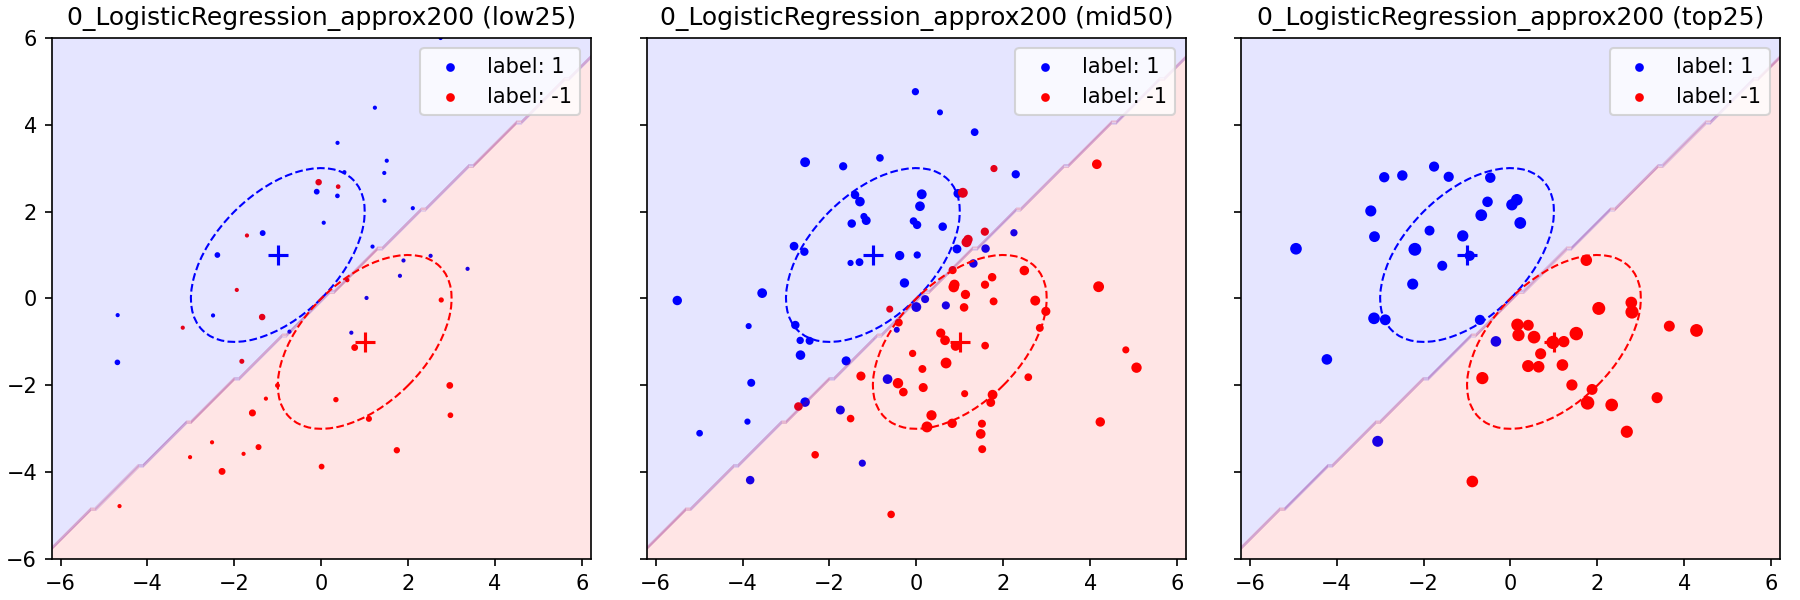 0_LogisticRegression_approx200 (low25)
0_LogisticRegression_approx200 (mid50)
0_LogisticRegression_approx200 (top25)
label: 1
label: -1
label: 1
label: -1
label: 1
label: -1
6
4
2
0
−2
−4
−6
−6 −4 −2 0 2 4 6
−6 −4 −2 0 2 4 6
−6 −4 −2 0 2 4 6